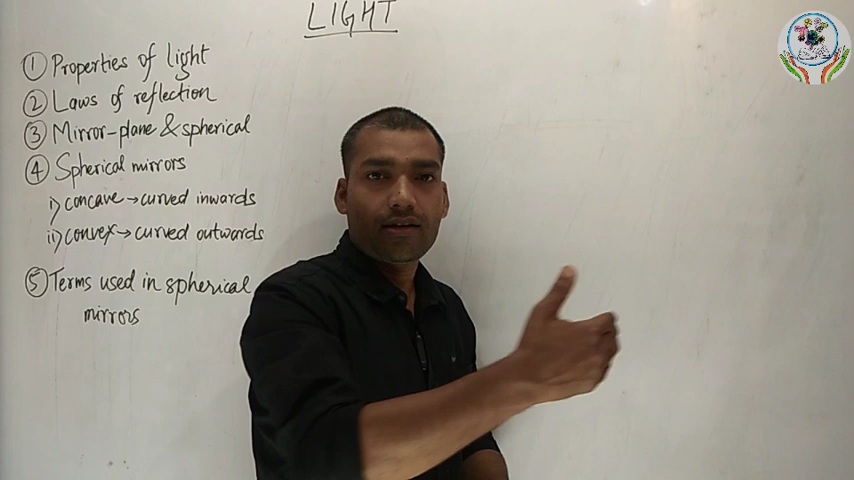 LIGHT
① Properties of light
② Laws of reflection
③ Mirror-plane & spherical
④ Spherical mirrors
i) concave → curved inwards
ii) convex → curved outwards
⑤ Terms used in spherical
mirrors